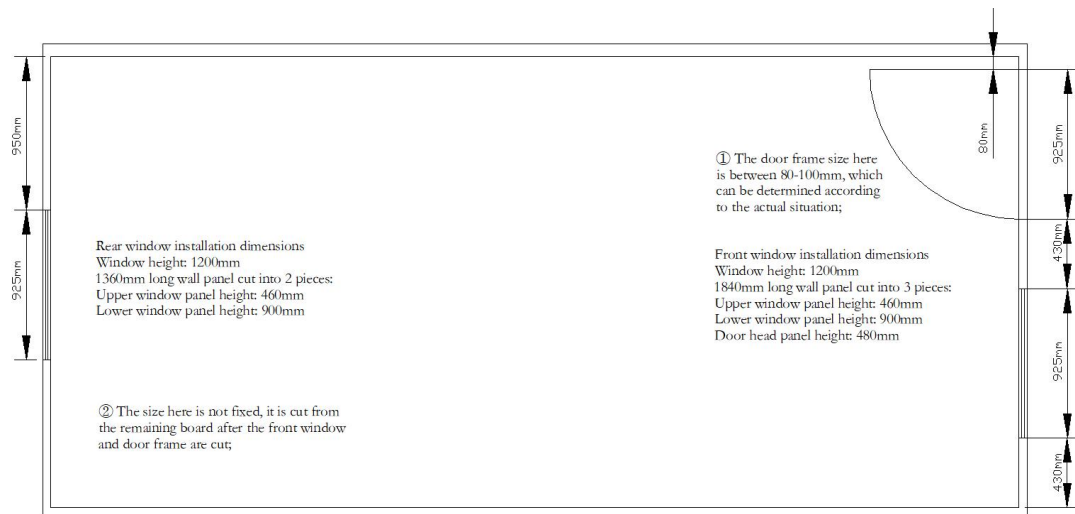 950mm
925mm
80mm
925mm
430mm
925mm
430mm
① The door frame size here
is between 80-100mm, which
can be determined according
to the actual situation;
Rear window installation dimensions
Window height: 1200mm
1360mm long wall panel cut into 2 pieces:
Upper window panel height: 460mm
Lower window panel height: 900mm
Front window installation dimensions
Window height: 1200mm
1840mm long wall panel cut into 3 pieces:
Upper window panel height: 460mm
Lower window panel height: 900mm
Door head panel height: 480mm
② The size here is not fixed, it is cut from
the remaining board after the front window
and door frame are cut;